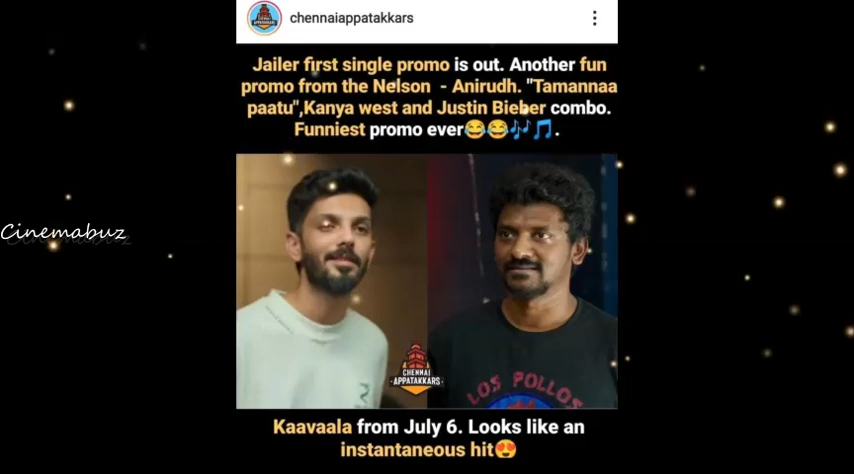 chennaiappatakkars
Jailer first single promo is out. Another fun
promo from the Nelson - Anirudh. "Tamannaa
paatu",Kanya west and Justin Bieber combo.
Funniest promo ever😂😂🎶🎵.
Cinemabuz
CHENNAI
APPATAKKARS
LOS POLLOS
Kaavaala from July 6. Looks like an
instantaneous hit😍